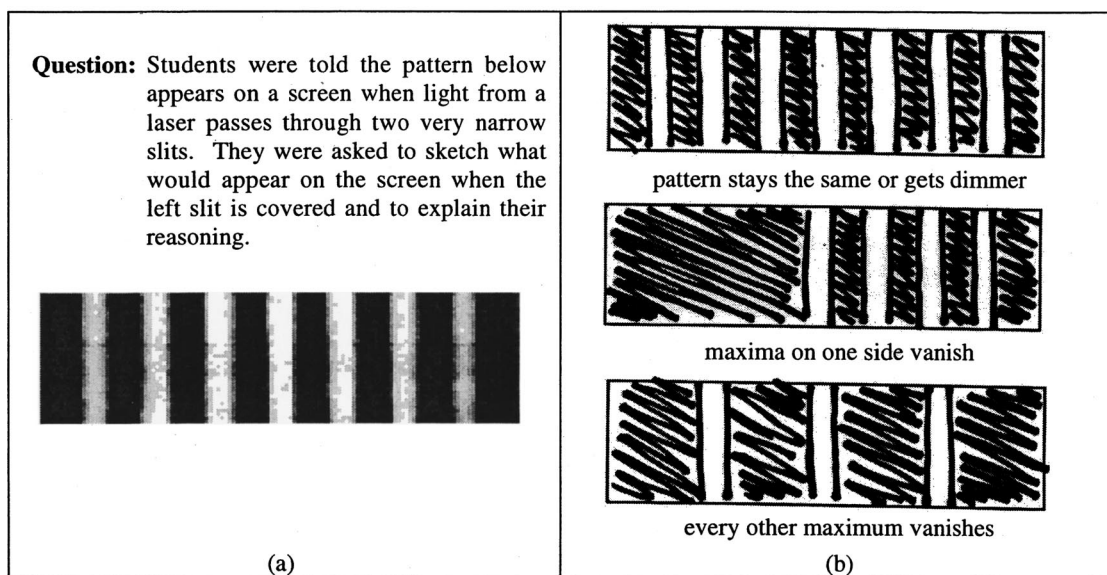 Question: Students were told the pattern below
appears on a screen when light from a
laser passes through two very narrow
slits. They were asked to sketch what
would appear on the screen when the
left slit is covered and to explain their
reasoning.
(a)
pattern stays the same or gets dimmer
maxima on one side vanish
every other maximum vanishes
(b)